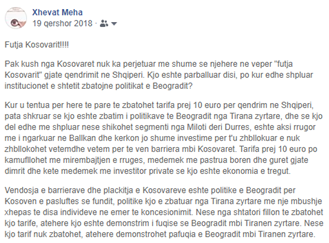 Xhevat Meha
19 qershor 2018 ·
Futja Kosovarit!!!!
Pak kush nga Kosovaret nuk ka perjetuar me shume se njehere ne veper "futja
Kosovarit" gjate qendrimit ne Shqiperi. Kjo eshte parballuar disi, po kur edhe shpluar
institucionet e shtetit zbatojne politikat e Beogradit?
Kur u tentua per here te pare te zbatohet tarifa prej 10 euro per qendrim ne Shqipëri,
pata shkruar se kjo eshte zbatim i politikave te Beogradit nga Tirana zyrtare, dhe se kjo
del edhe me shpluar nese shikohet segmenti nga Miloti deri Durres, eshte aksi rrugor
me i ngarkuar ne Ballkan dhe kerkon jo shume investime per t'u zhbllokuar e nuk
zhbllokohet vetemdhe vetem per te ven barriera mbi Kosovaret. Tarifa prej 10 euro po
kamufllohet me mirembajtjen e rruges, medemek me pastrua boren dhe guret gjate
dimrit dhe kete medemek me investitor private se kjo eshte ekonomia e tregut.
Vendosja e barrierave dhe plackitja e Kosovareve eshte politike e Beogradit per
Kosoven e pasluftes se fundit, politike kjo e zbatuar nga Tirana zyrtare me nje mbushje
xhepas te disa individeve ne emer te koncesionimit. Nese nga shtatori fillon te zbatohet
kjo tarife, atehere kjo eshte demonstrim i fuqise se Beogradit mbi Tiranen zyrtare. Nese
kjo tarif nuk zbatohet, atehere demonstrohet pafuqia e Beogradit mbi Tiranen zyrtare.